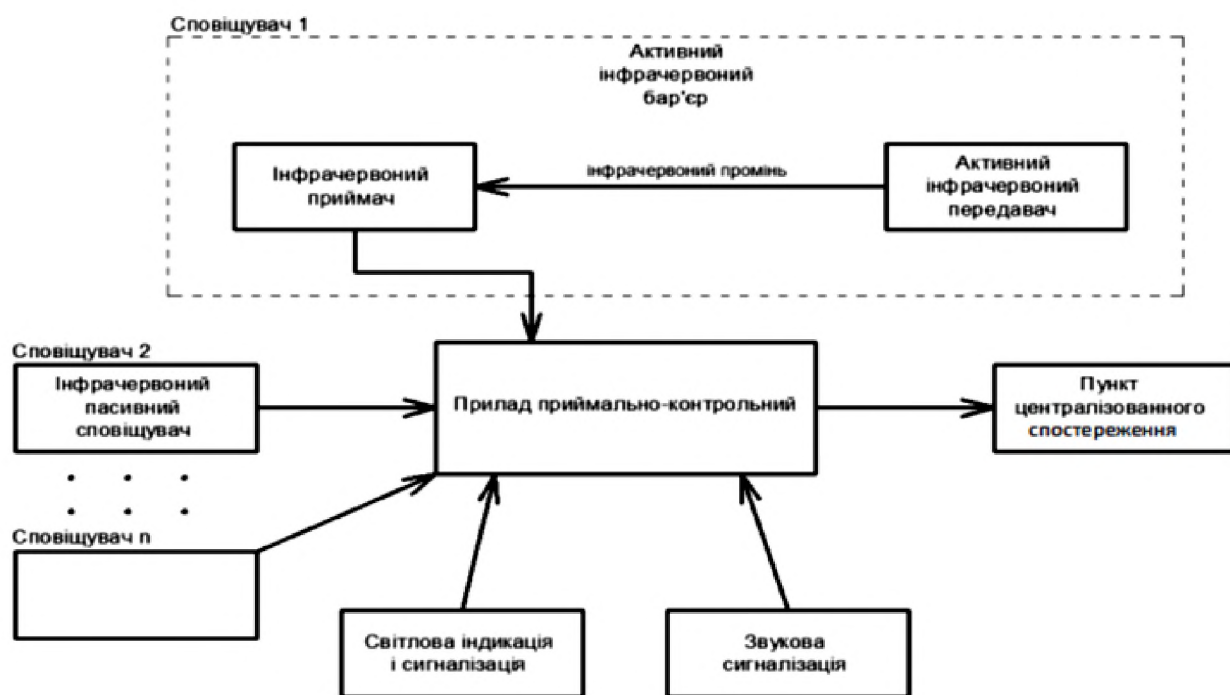 Сповіщувач 1
Активний
інфрачервоний
бар'єр
Інфрачервоний
приймач
інфрачервоний промінь
Активний
інфрачервоний
передавач
Сповіщувач 2
Інфрачервоний
пасивний
сповіщувач
Прилад приймально-контрольний
Пункт
централізованного
спостереження
Сповіщувач n
Світлова індикація
і сигналізація
Звукова
сигналізація